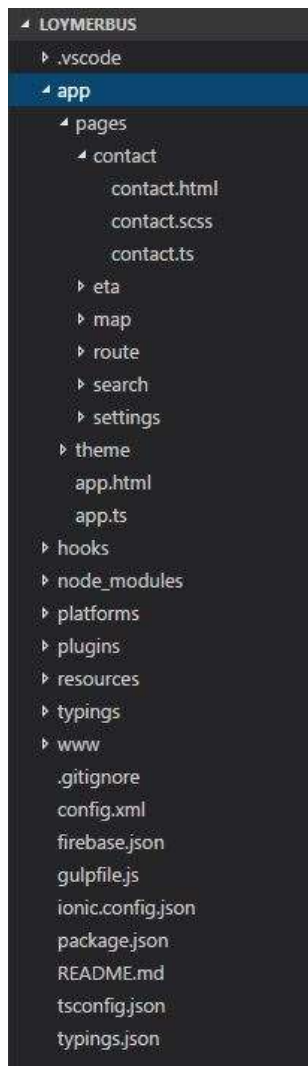 LOYMERBUS
.vscode
app
pages
contact
contact.html
contact.scss
contact.ts
eta
map
route
search
settings
theme
app.html
app.ts
hooks
node_modules
platforms
plugins
resources
typings
www
.gitignore
config.xml
firebase.json
gulpfile.js
ionic.config.json
package.json
README.md
tsconfig.json
typings.json